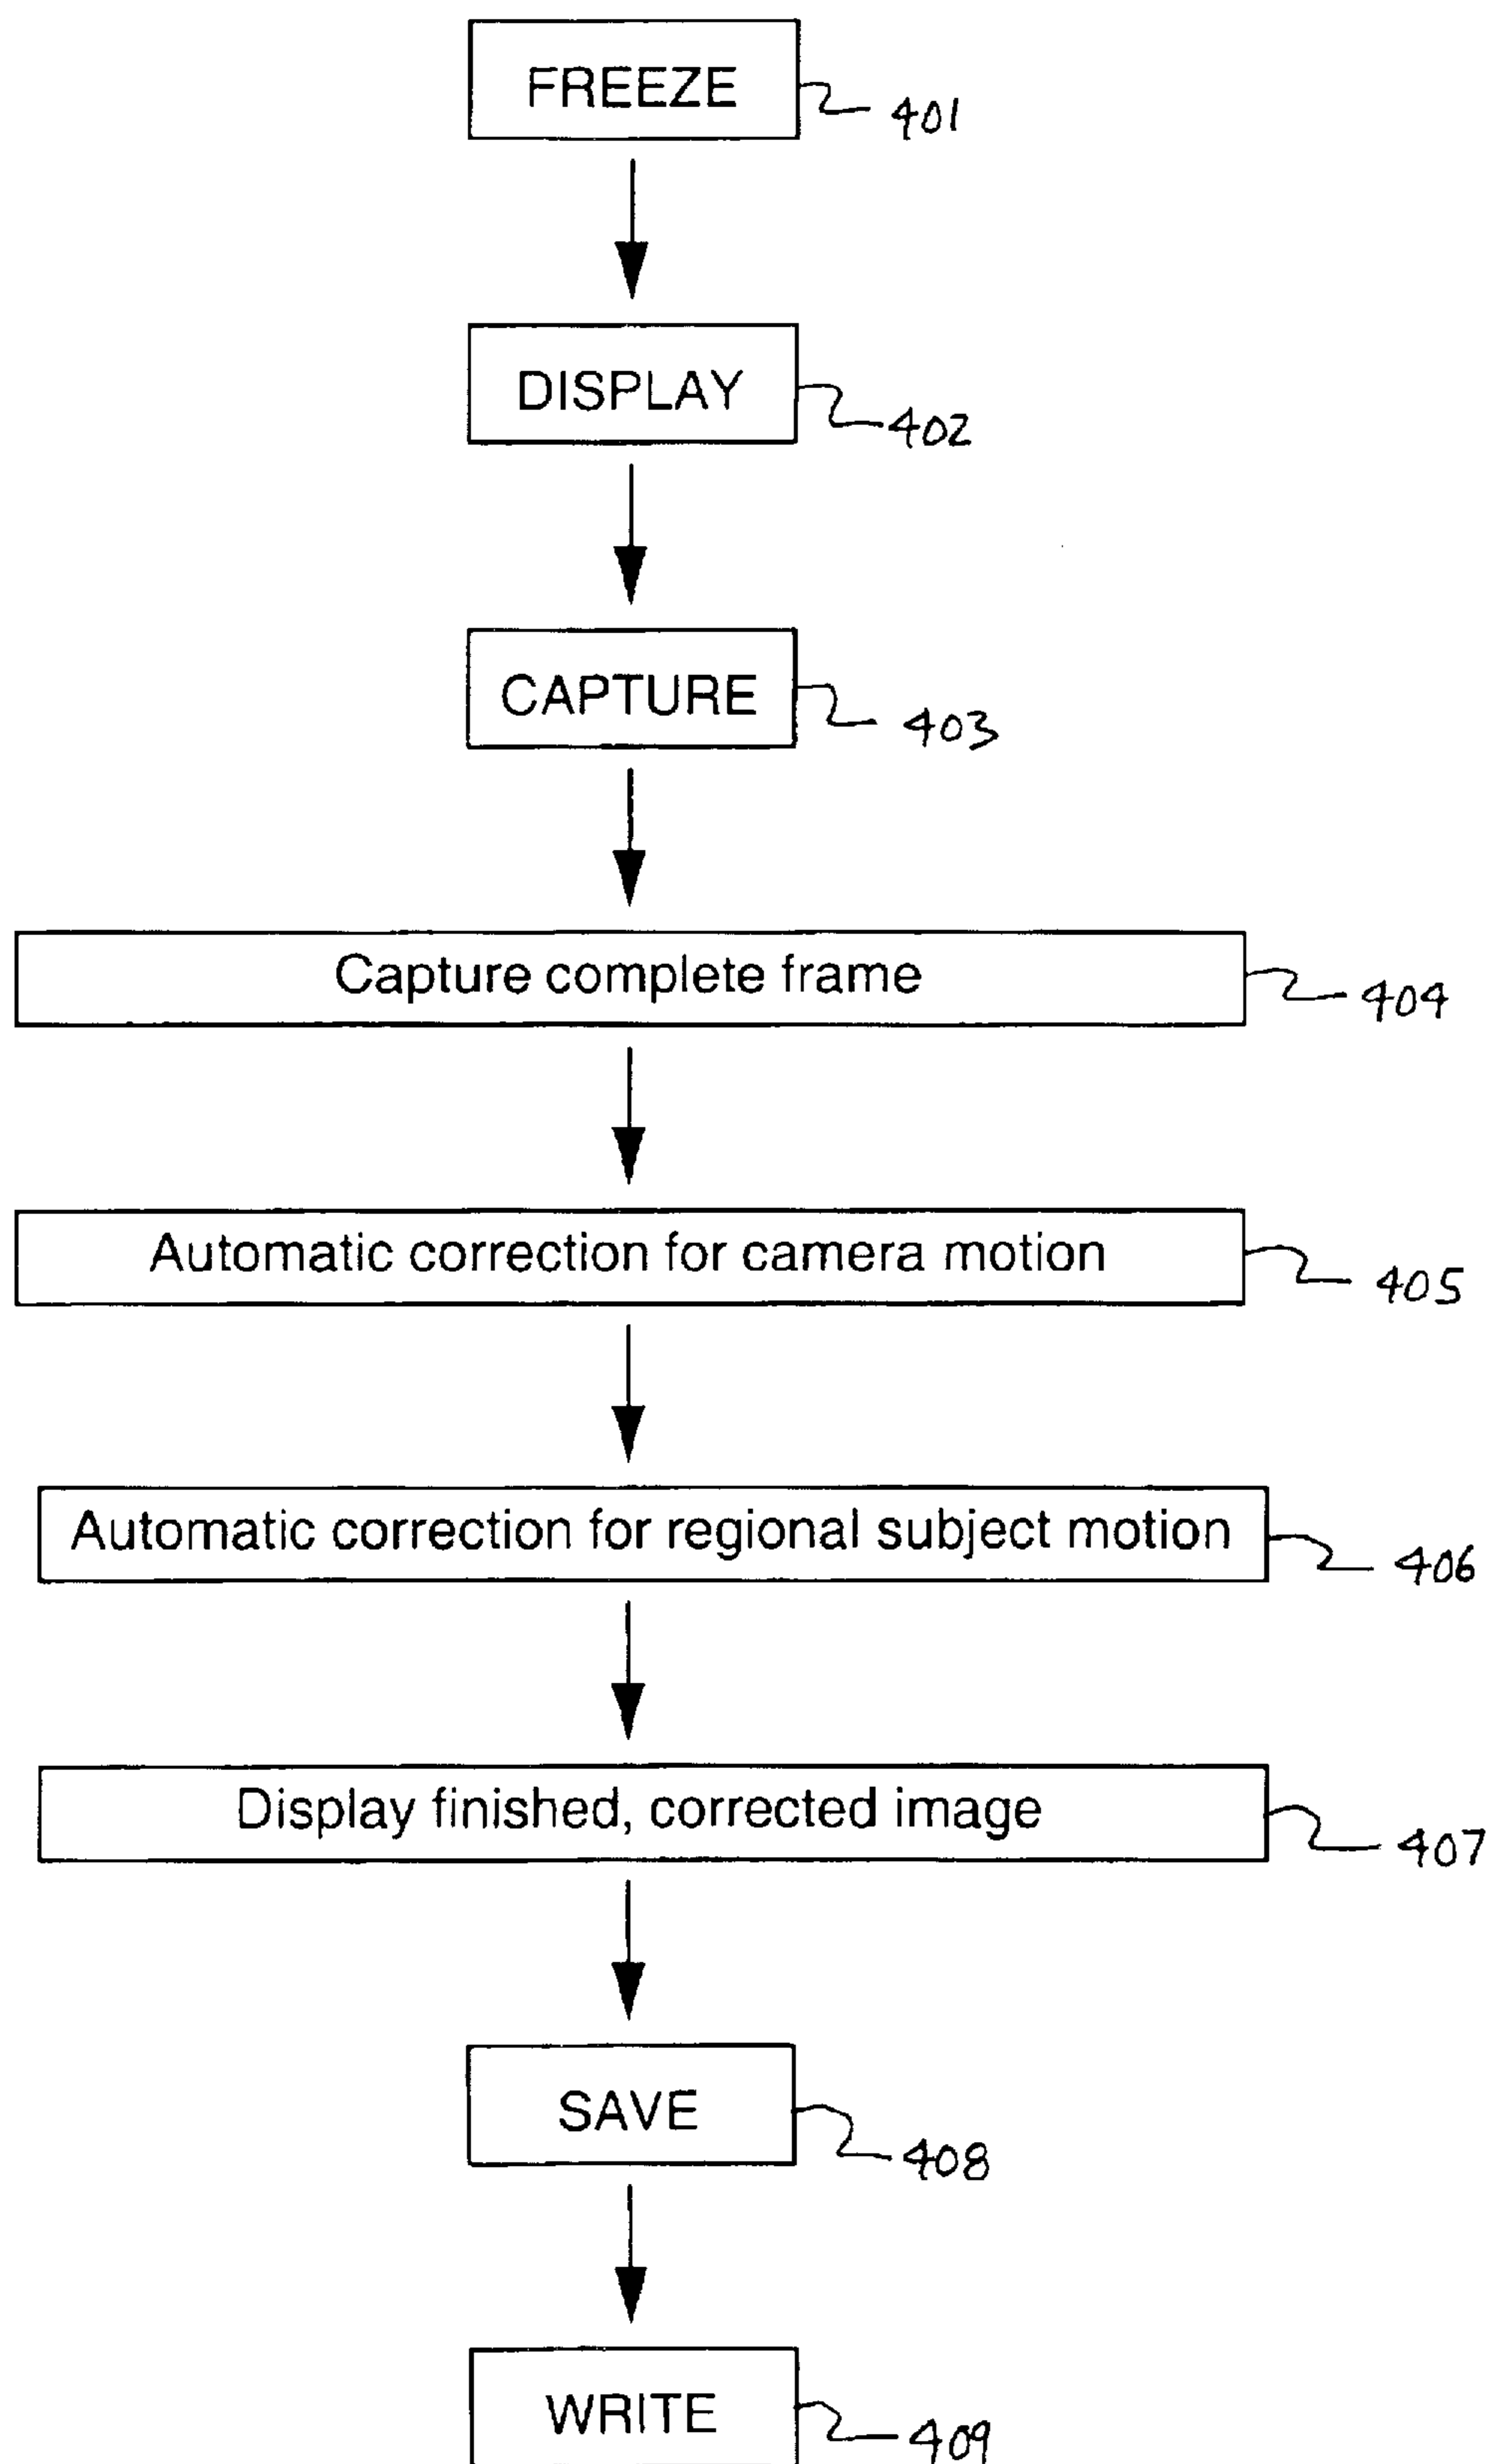 FREEZE
401
DISPLAY
402
CAPTURE
403
Capture complete frame
404
Automatic correction for camera motion
405
Automatic correction for regional subject motion
406
Display finished, corrected image
407
SAVE
408
WRITE
409